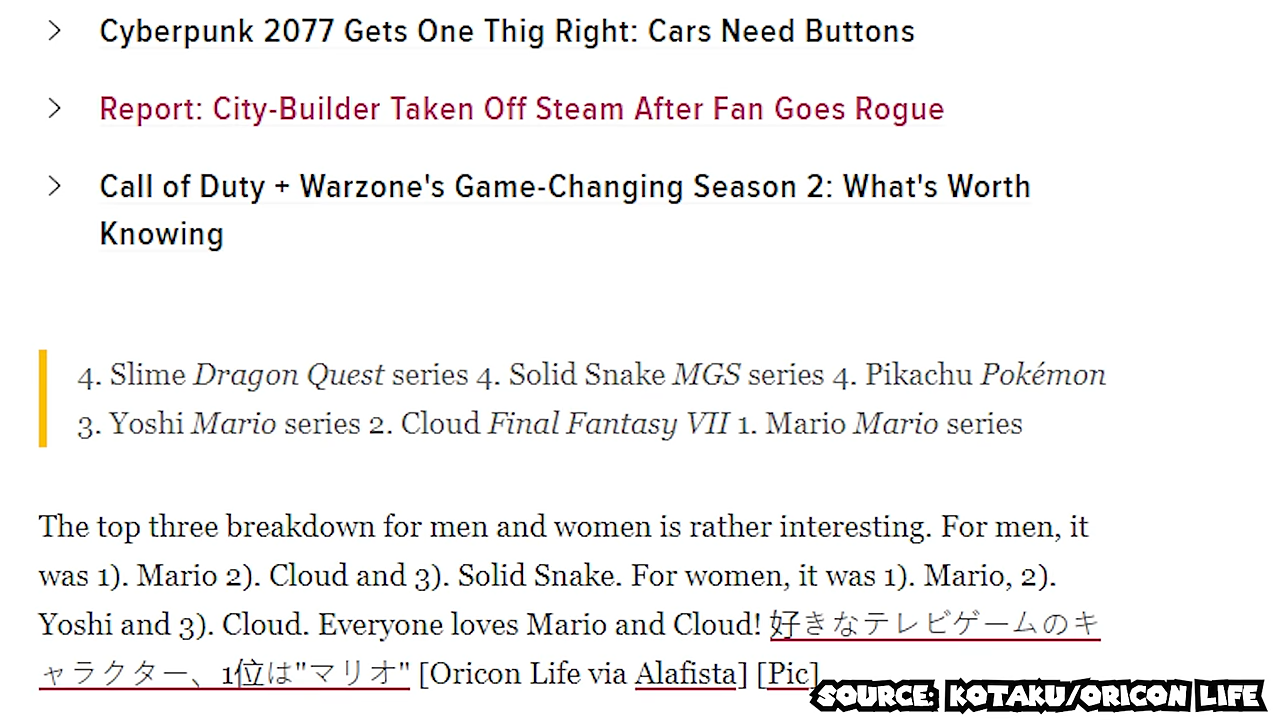 Cyberpunk 2077 Gets One Thig Right: Cars Need Buttons
Report: City-Builder Taken Off Steam After Fan Goes Rogue
Call of Duty + Warzone's Game-Changing Season 2: What's Worth
Knowing
4. Slime Dragon Quest series 4. Solid Snake MGS series 4. Pikachu Pokémon
3. Yoshi Mario series 2. Cloud Final Fantasy VII 1. Mario Mario series
The top three breakdown for men and women is rather interesting. For men, it
was 1). Mario 2). Cloud and 3). Solid Snake. For women, it was 1). Mario, 2).
Yoshi and 3). Cloud. Everyone loves Mario and Cloud! 好きなテレビゲームのキ
ャラクター、1位は"マリオ" [Oricon Life via Alafista] [Pic]
SOURCE: KOTAKU/ORICON LIFE